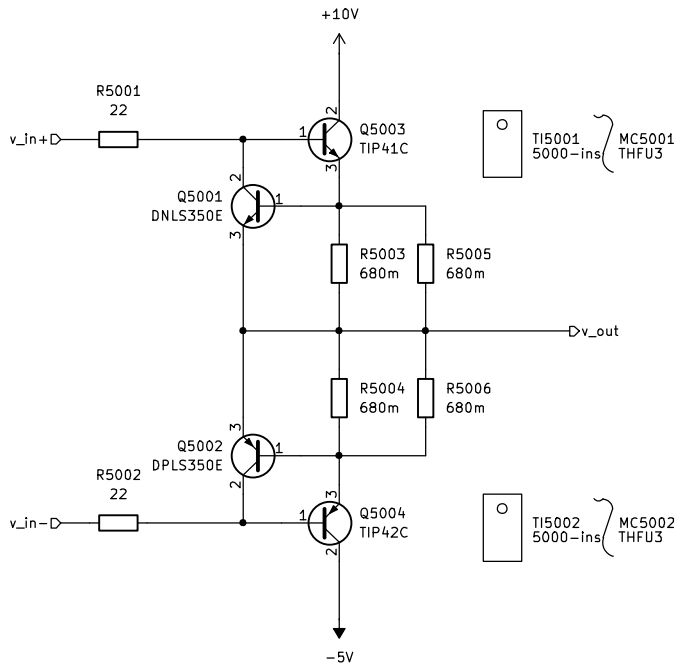 +10V
R5001
22
v_in+
1
2
3
Q5003
TIP41C
TI5001
5000-ins
MC5001
THFU3
Q5001
DNLS350E
2
1
3
R5003
680m
R5005
680m
v_out
R5004
680m
R5006
680m
Q5002
DPLS350E
3
1
2
R5002
22
v_in-
1
3
2
Q5004
TIP42C
TI5002
5000-ins
MC5002
THFU3
-5V